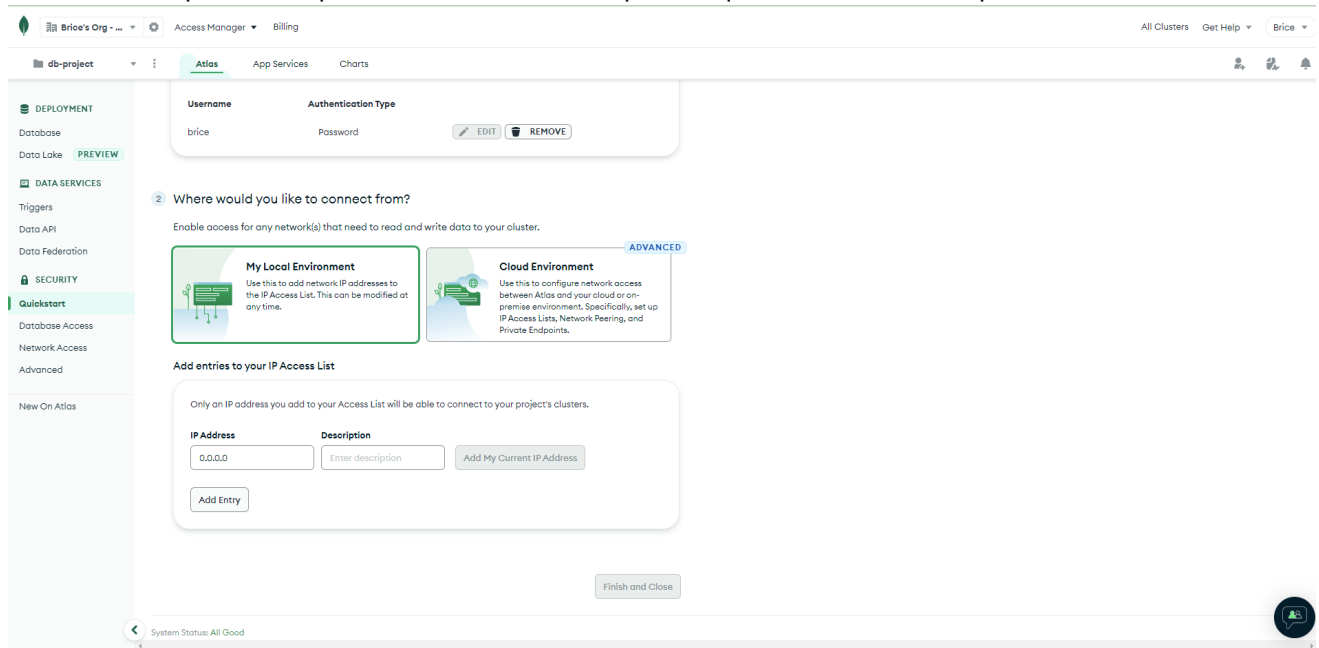 Brice's Org - ...
Access Manager
Billing
All Clusters
Get Help
Brice
db-project
Atlas
App Services
Charts
DEPLOYMENT
Database
Data Lake PREVIEW
DATA SERVICES
Triggers
Data API
Data Federation
SECURITY
Quickstart
Database Access
Network Access
Advanced
New On Atlas
Username Authentication Type
brice Password EDIT REMOVE
2 Where would you like to connect from?
Enable access for any network(s) that need to read and write data to your cluster.
My Local Environment
Use this to add network IP addresses to
the IP Access List. This can be modified at
any time.
ADVANCED
Cloud Environment
Use this to configure network access
between Atlas and your cloud or on-
premise environment. Specifically, set up
IP Access Lists, Network Peering, and
Private Endpoints.
Add entries to your IP Access List
Only an IP address you add to your Access List will be able to connect to your project's clusters.
IP Address Description
0.0.0.0 Enter description Add My Current IP Address
Add Entry
Finish and Close
System Status: All Good